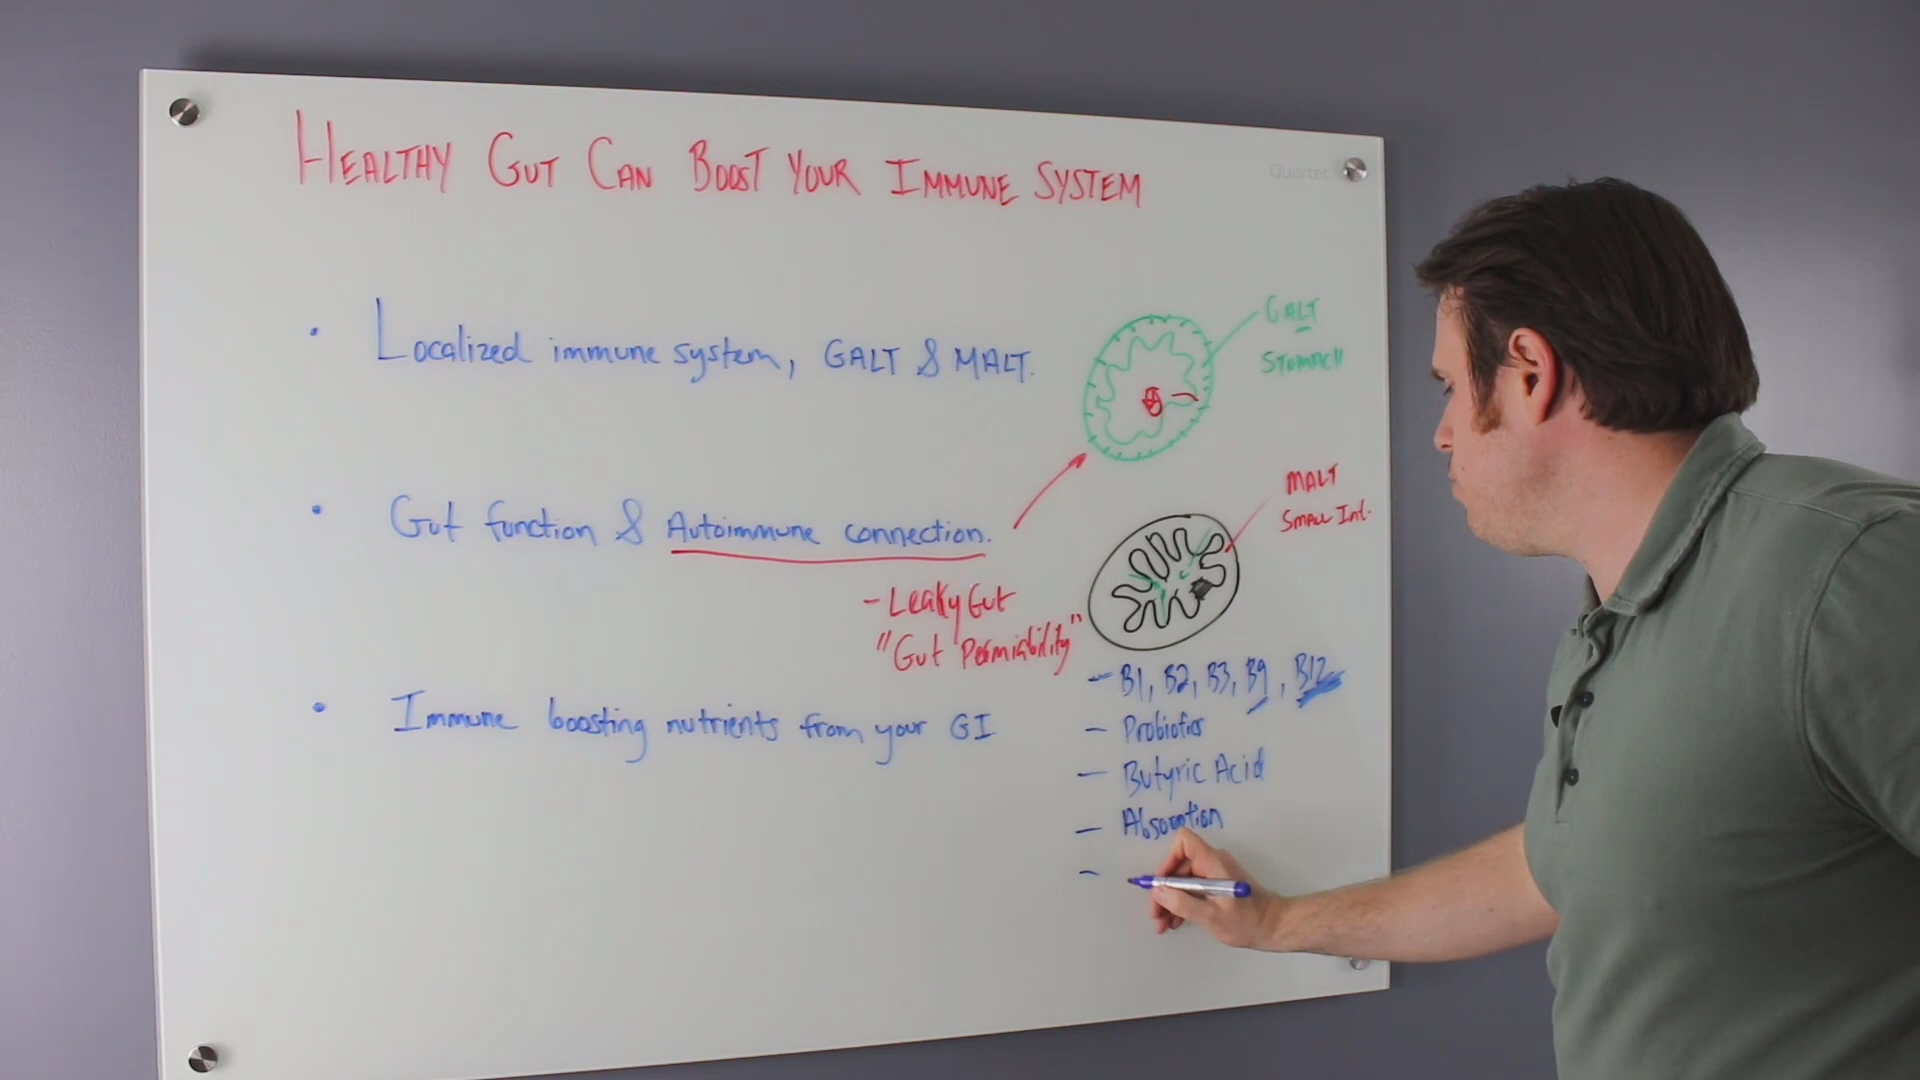 HEALTHY GUT CAN BOOST YOUR IMMUNE SYSTEM
Quartet
• Localized immune system, GALT & MALT.
GALT
STOMACH
• Gut function & Autoimmune connection.
MALT
SMALL Int.
- Leaky Gut
"Gut Permiability"
- B1, B2, B3, B9, B12
• Immune boosting nutrients from your GI
- Probiotics
- Butyric Acid
- Absorption
-